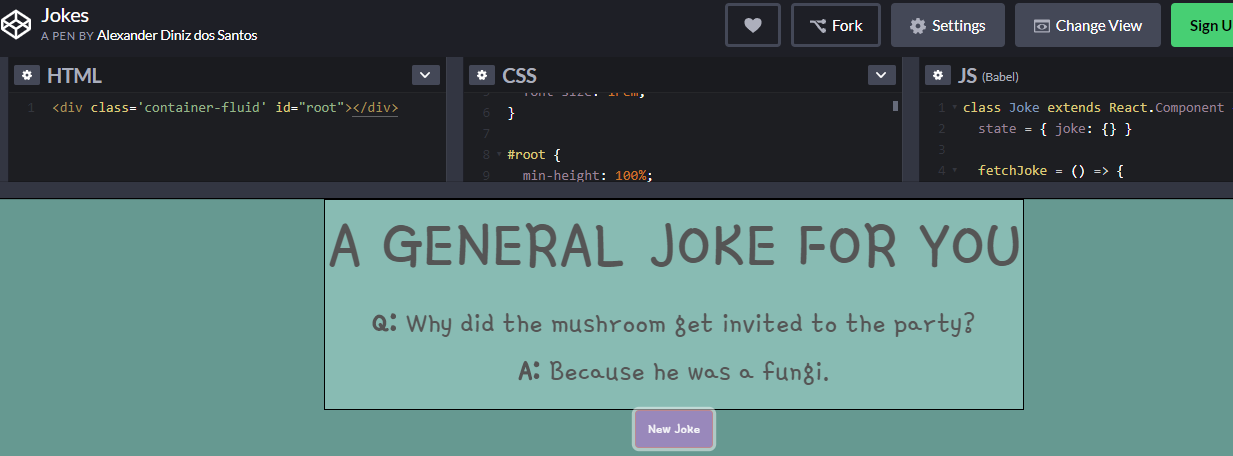 Jokes
A PEN BY Alexander Diniz dos Santos
Fork
Settings
Change View
Sign U
HTML
1 <div class='container-fluid' id="root"></div>
CSS
5 font-size: 1rem;
6 }
7
8 #root {
9 min-height: 100%;
JS (Babel)
1 class Joke extends React.Component
2 state = { joke: {} }
3
4 fetchJoke = () => {
A GENERAL JOKE FOR YOU
Q: Why did the mushroom get invited to the party?
A: Because he was a fungi.
New Joke